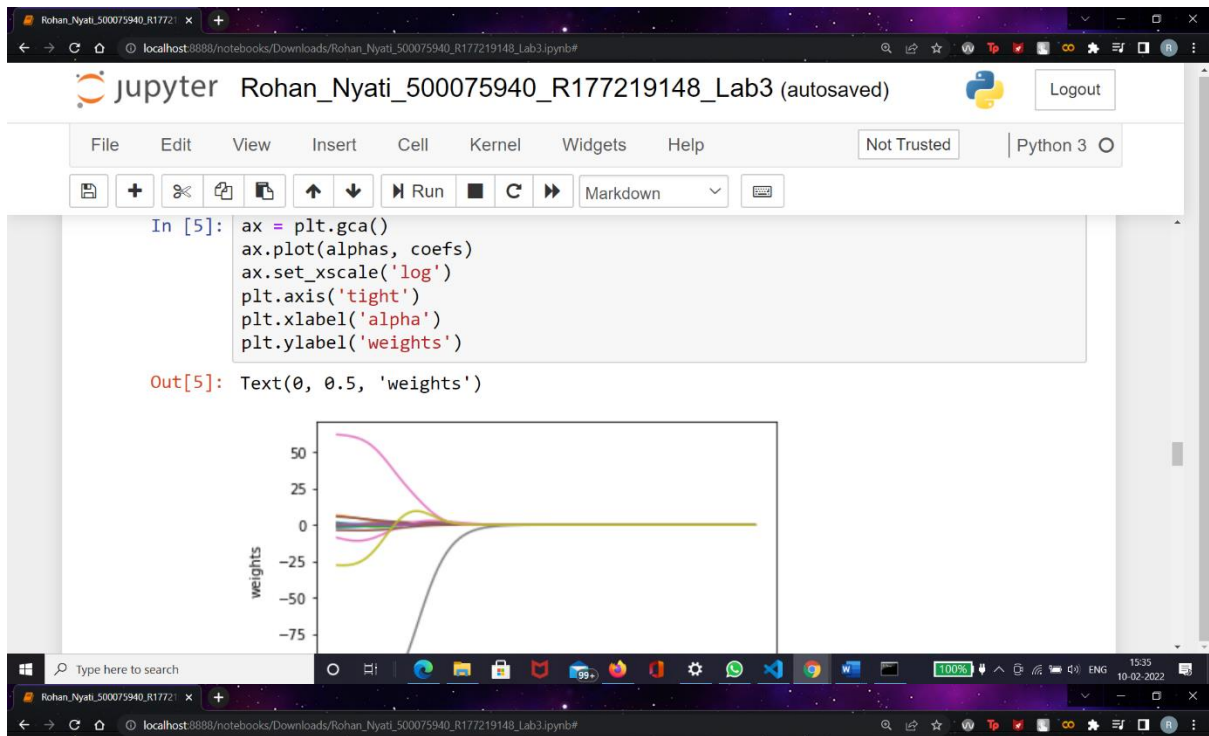 Rohan_Nyati_500075940_R17721
localhost:8888/notebooks/Downloads/Rohan_Nyati_500075940_R177219148_Lab3.ipynb#
Tp
R
jupyter Rohan_Nyati_500075940_R177219148_Lab3 (autosaved)
Logout
File Edit View Insert Cell Kernel Widgets Help Not Trusted Python 3
Run Markdown
In [5]: ax = plt.gca()
ax.plot(alphas, coefs)
ax.set_xscale('log')
plt.axis('tight')
plt.xlabel('alpha')
plt.ylabel('weights')
Out[5]: Text(0, 0.5, 'weights')
50
25
0
−25
−50
−75
weights
Type here to search 99+ 100% ENG 15:35
10-02-2022
Rohan_Nyati_500075940_R17721
localhost:8888/notebooks/Downloads/Rohan_Nyati_500075940_R177219148_Lab3.ipynb#
Tp
R